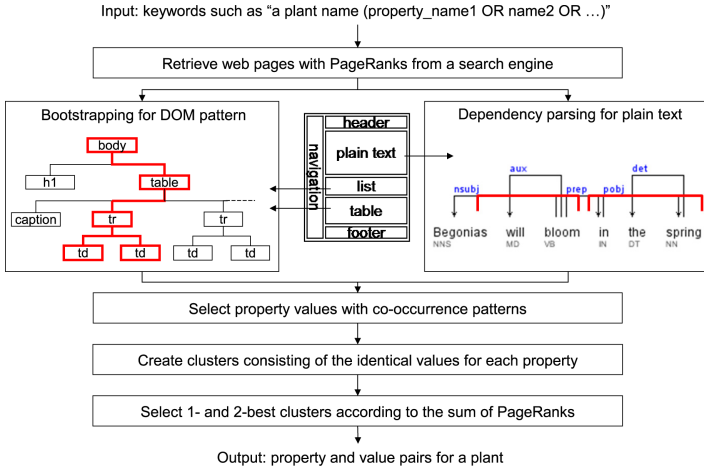 Input: keywords such as “a plant name (property_name1 OR name2 OR …)”
Retrieve web pages with PageRanks from a search engine
Bootstrapping for DOM pattern
body
h1
table
caption
tr
tr
td
td
td
td
navigation
header
plain text
list
table
footer
Dependency parsing for plain text
aux
det
nsubj
prep
pobj
Begonias will bloom in the spring
NNS MD VB IN DT NN
Select property values with co-occurrence patterns
Create clusters consisting of the identical values for each property
Select 1- and 2-best clusters according to the sum of PageRanks
Output: property and value pairs for a plant